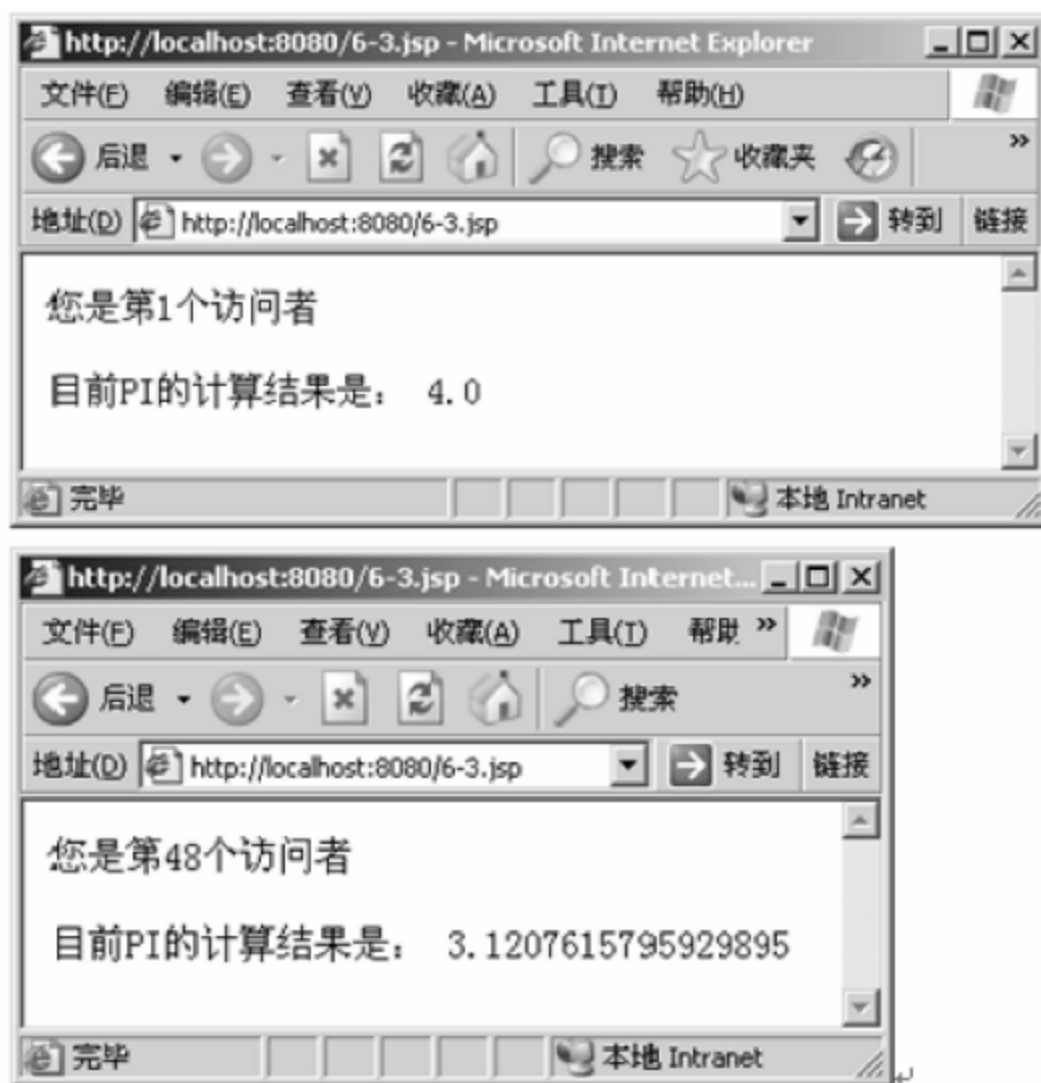 http://localhost:8080/6-3.jsp - Microsoft Internet Explorer
文件(F) 编辑(E) 查看(V) 收藏(A) 工具(T) 帮助(H)
后退 搜索 收藏夹 »
地址(D) http://localhost:8080/6-3.jsp 转到 链接
您是第1个访问者
目前PI的计算结果是： 4.0
完毕 本地 Intranet
http://localhost:8080/6-3.jsp - Microsoft Internet...
文件(F) 编辑(E) 查看(V) 收藏(A) 工具(T) 帮助 »
后退 搜索 »
地址(D) http://localhost:8080/6-3.jsp 转到 链接
您是第48个访问者
目前PI的计算结果是： 3.1207615795929895
完毕 本地 Intranet